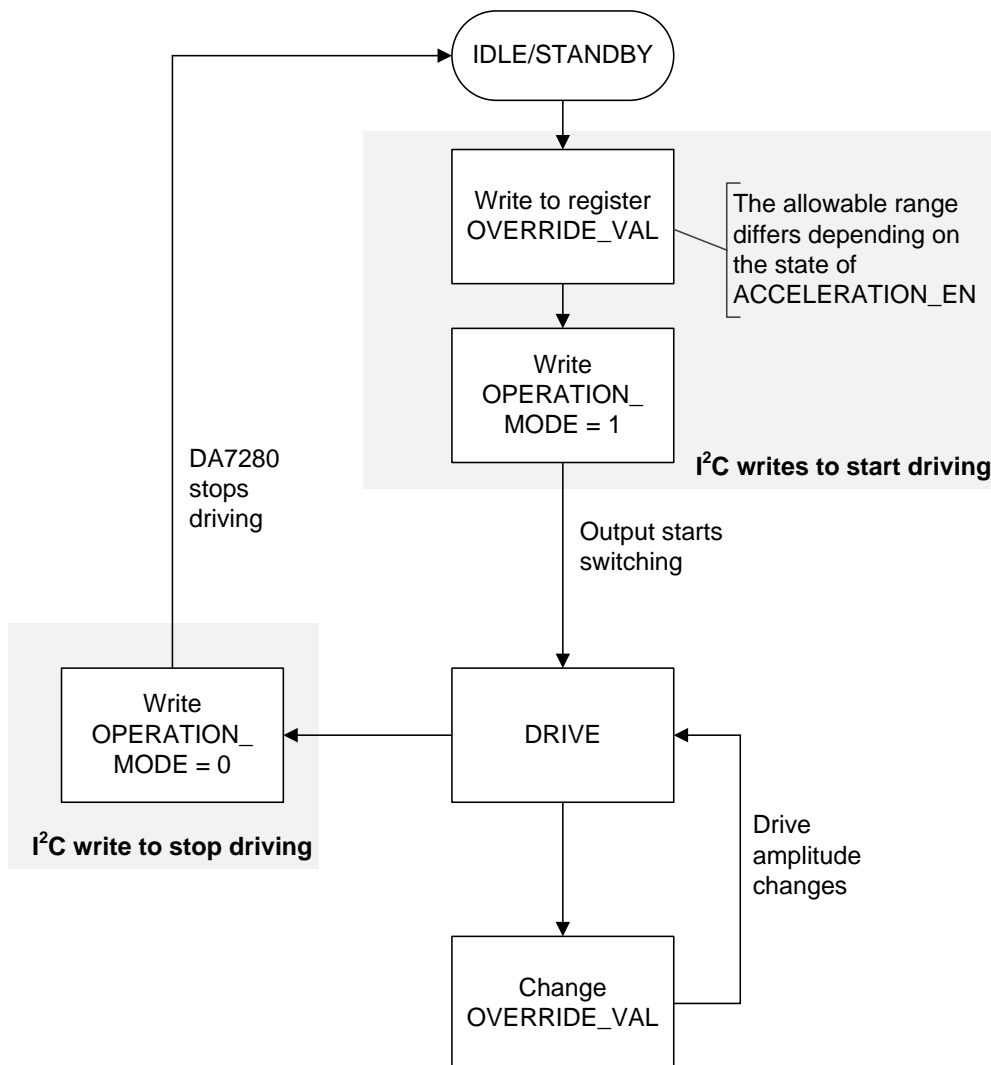 IDLE/STANDBY
Write to register
OVERRIDE_VAL
The allowable range
differs depending on
the state of
ACCELERATION_EN
Write
OPERATION_
MODE = 1
I²C writes to start driving
DA7280
stops
driving
Output starts
switching
Write
OPERATION_
MODE = 0
I²C write to stop driving
DRIVE
Drive
amplitude
changes
Change
OVERRIDE_VAL